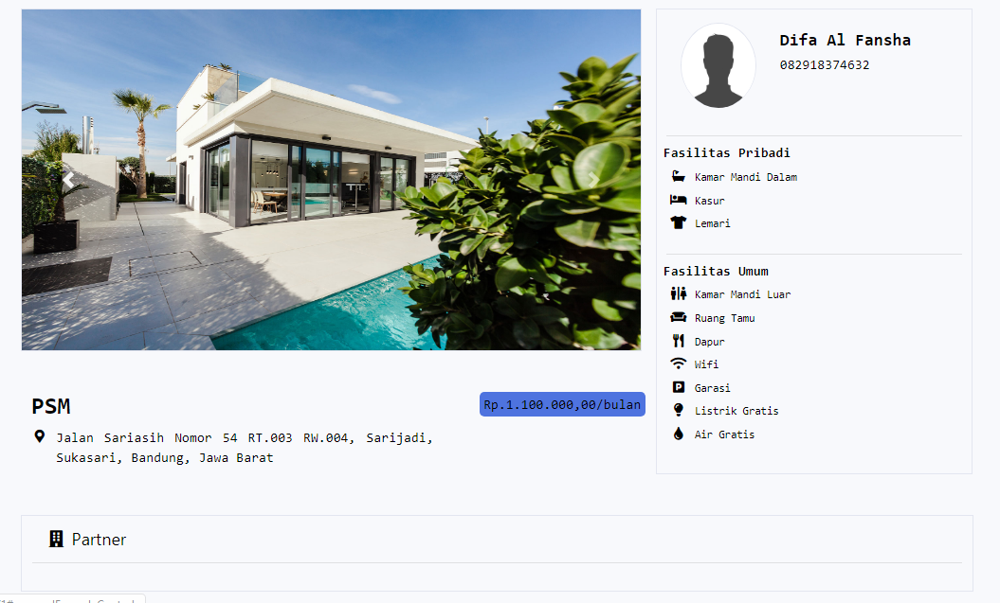 Difa Al Fansha
082918374632
Fasilitas Pribadi
Kamar Mandi Dalam
Kasur
Lemari
Fasilitas Umum
Kamar Mandi Luar
Ruang Tamu
Dapur
Wifi
Garasi
Listrik Gratis
Air Gratis
PSM
Rp.1.100.000,00/bulan
Jalan Sariasih Nomor 54 RT.003 RW.004, Sarijadi,
Sukasari, Bandung, Jawa Barat
Partner